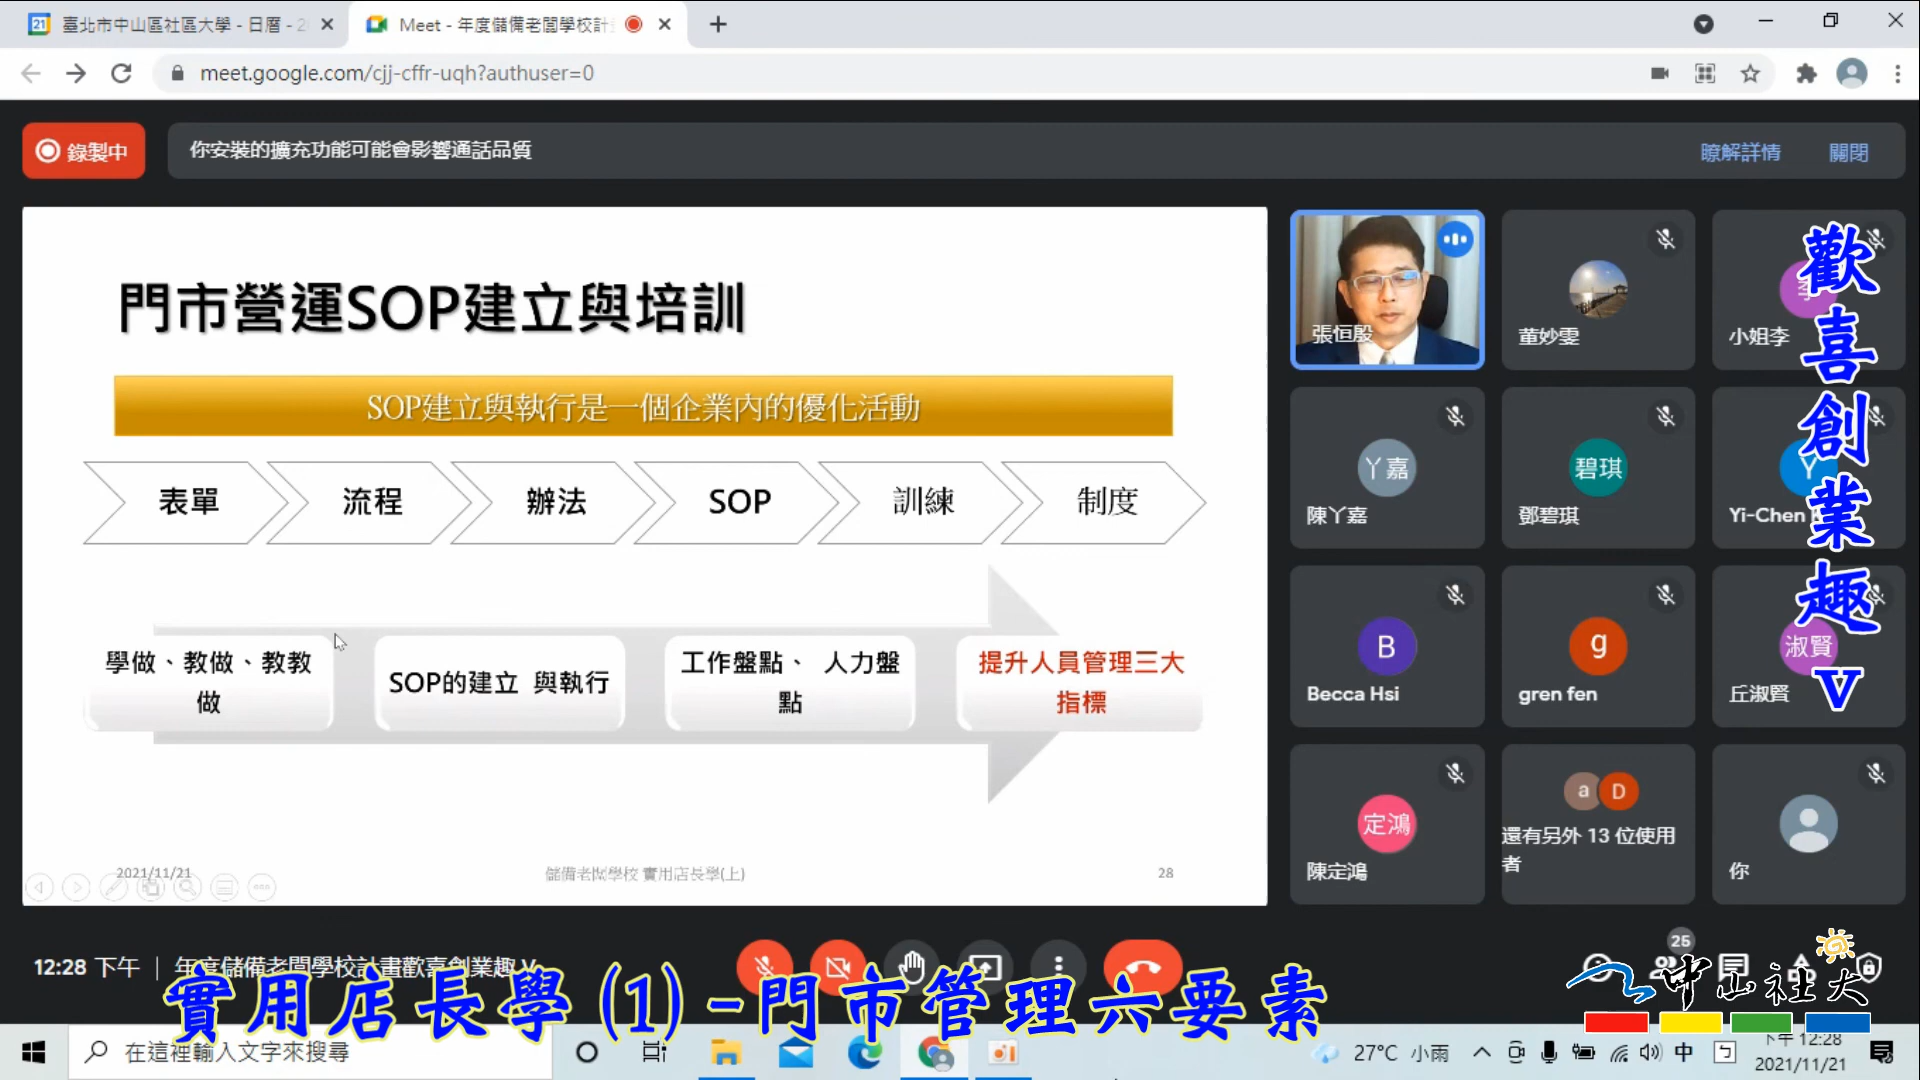 臺北市中山區社區大學 - 日曆 - 2
Meet - 年度儲備老闆學校計
meet.google.com/cjj-cffr-uqh?authuser=0
錄製中
你安裝的擴充功能可能會影響通話品質
瞭解詳情
關閉
門市營運SOP建立與培訓
SOP建立與執行是一個企業內的優化活動
表單
流程
辦法
SOP
訓練
制度
學做、教做、教教
做
SOP的建立 與執行
工作盤點、 人力盤
點
提升人員管理三大
指標
2021/11/21
儲備老闆學校 實用店長學(上)
28
張恒殷
董妙雯
小姐李
丫嘉
陳丫嘉
碧琪
鄧碧琪
Y
Yi-Chen
B
Becca Hsi
g
gren fen
淑賢
丘淑賢
定鴻
陳定鴻
a
D
還有另外 13 位使用
者
你
歡喜創業趣V
12:28 下午
年度儲備老闆學校計畫歡喜創業趣V
25
實用店長學(1)-門市管理六要素
中山社大
在這裡輸入文字來搜尋
27°C 小雨
中
ㄅ
下午 12:28
2021/11/21
21